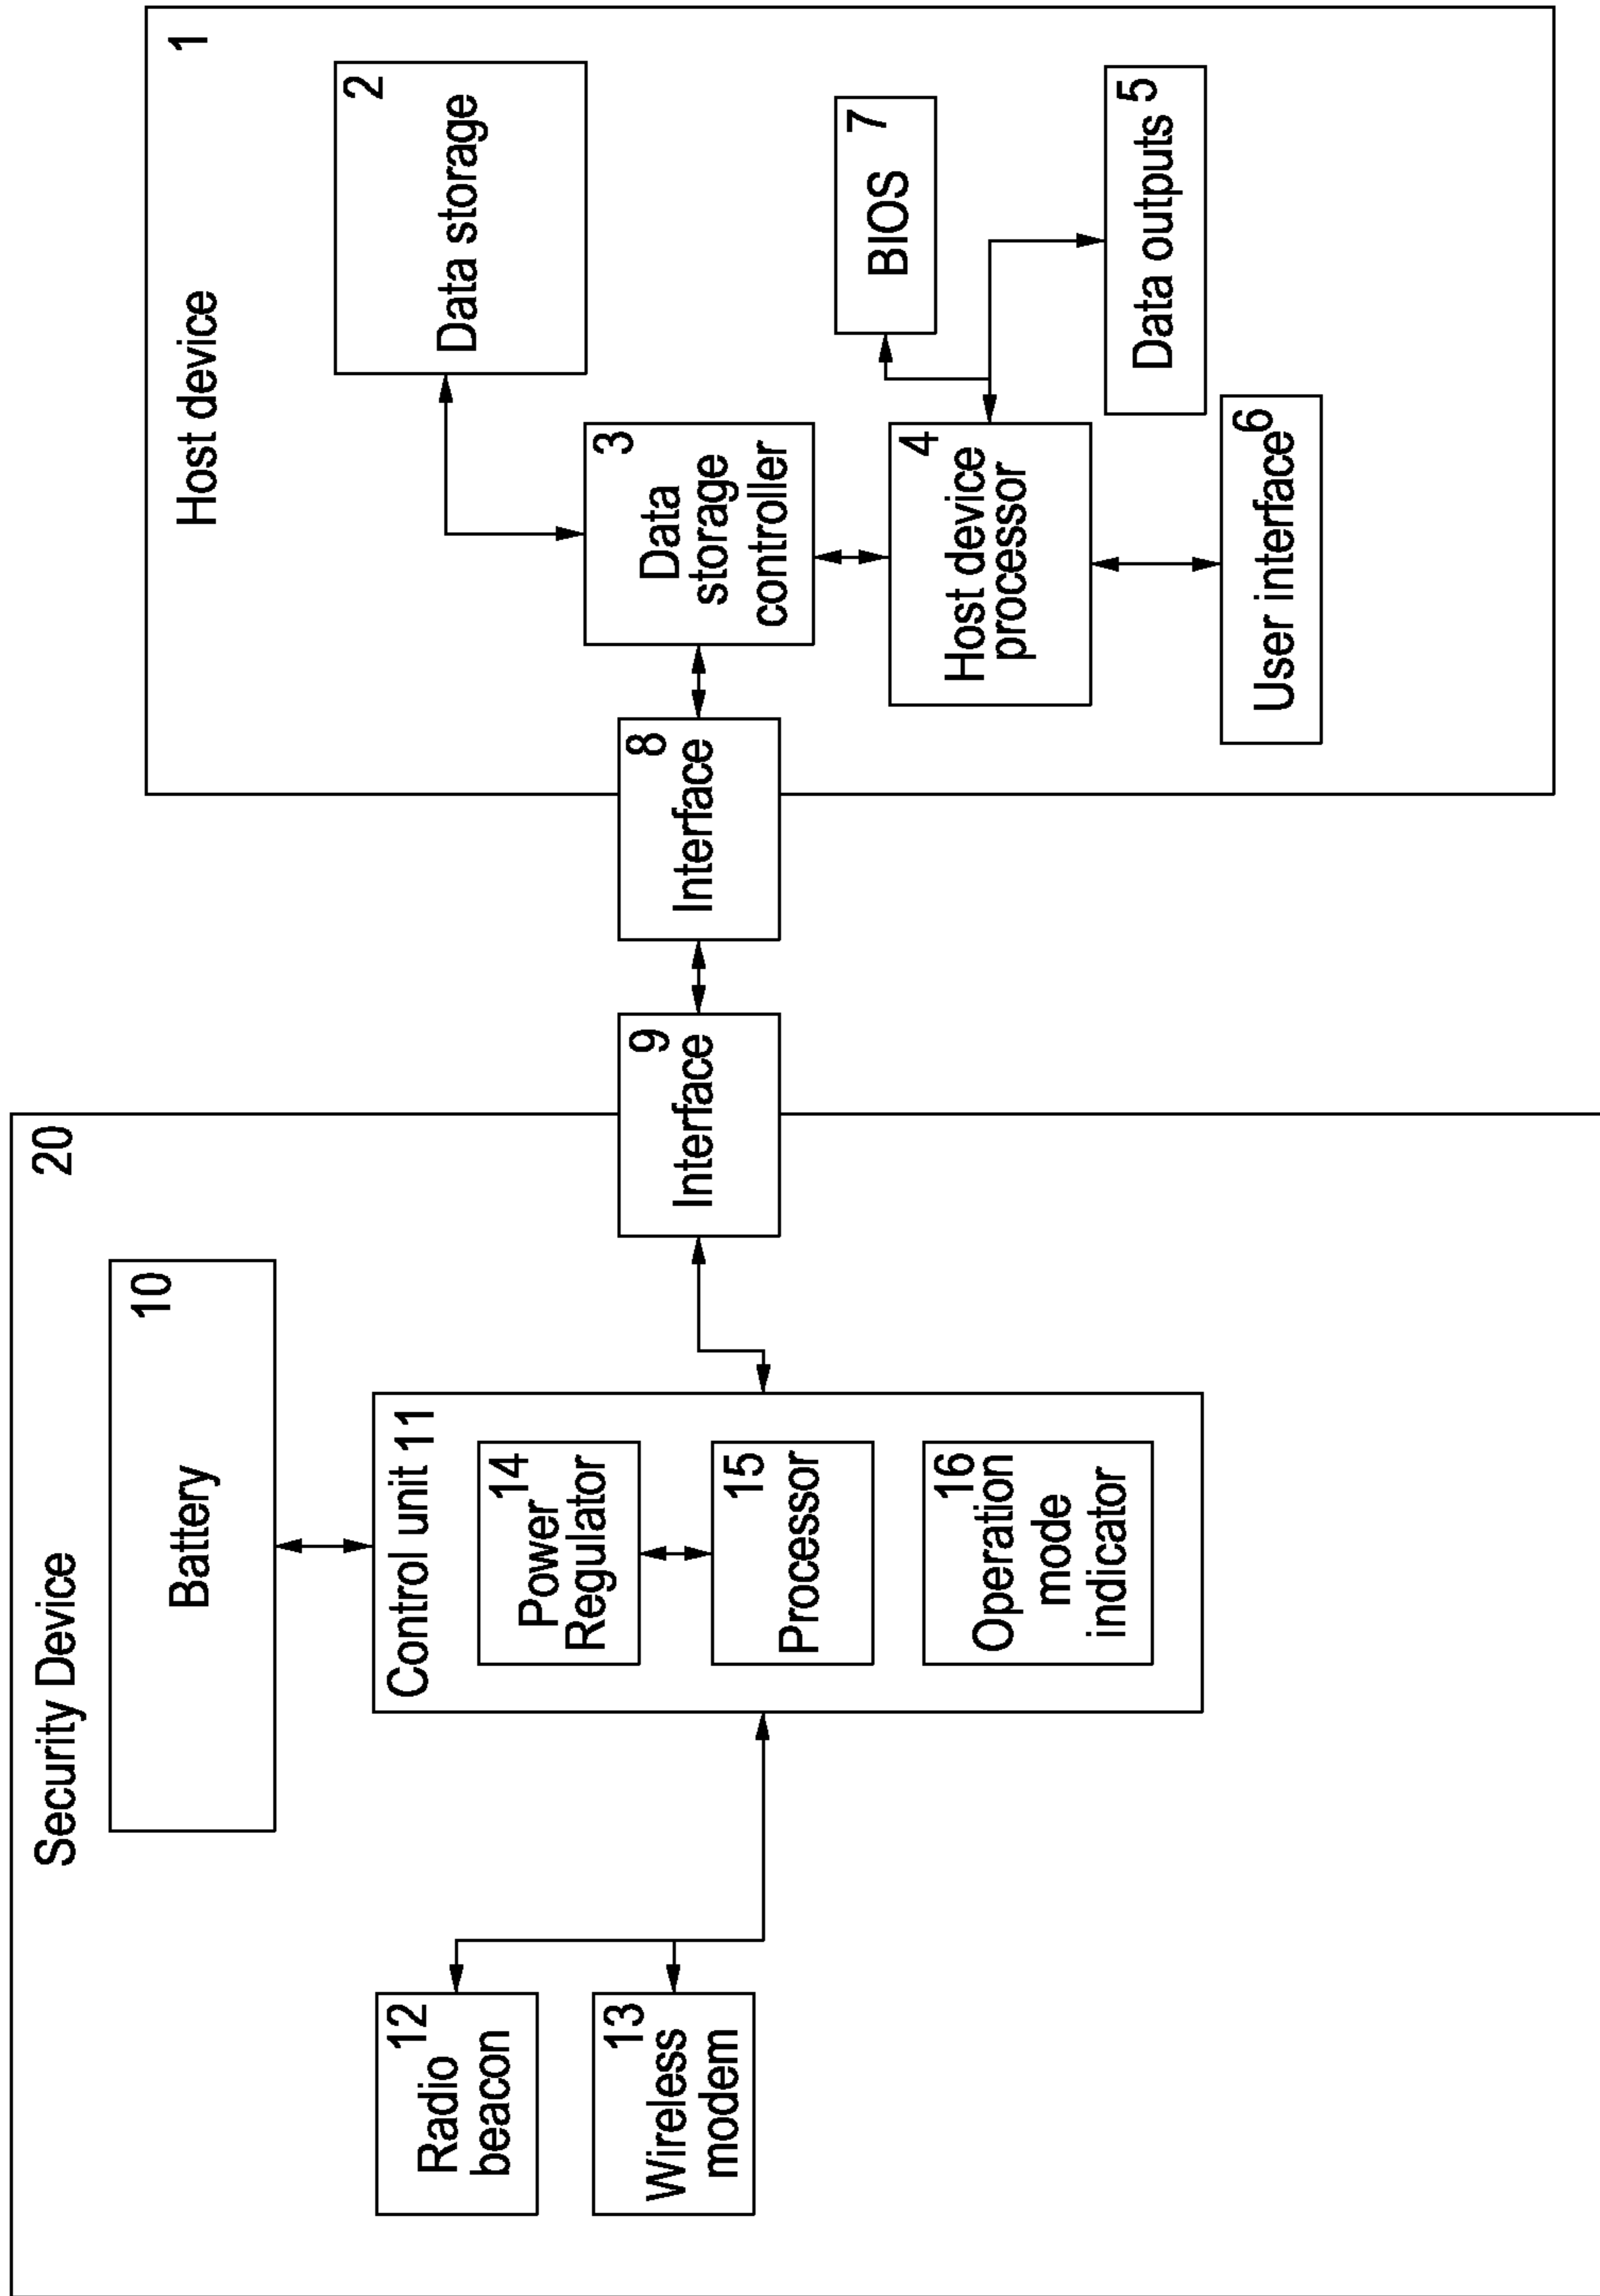 Security Device
20
Battery
10
Control unit 11
14
Power
Regulator
15
Processor
16
Operation
mode
indicator
12
Radio
beacon
13
Wireless
modem
9
Interface
8
Interface
Host device
1
2
Data storage
3
Data
storage
controller
4
Host device
processor
7
BIOS
Data outputs 5
User interface 6